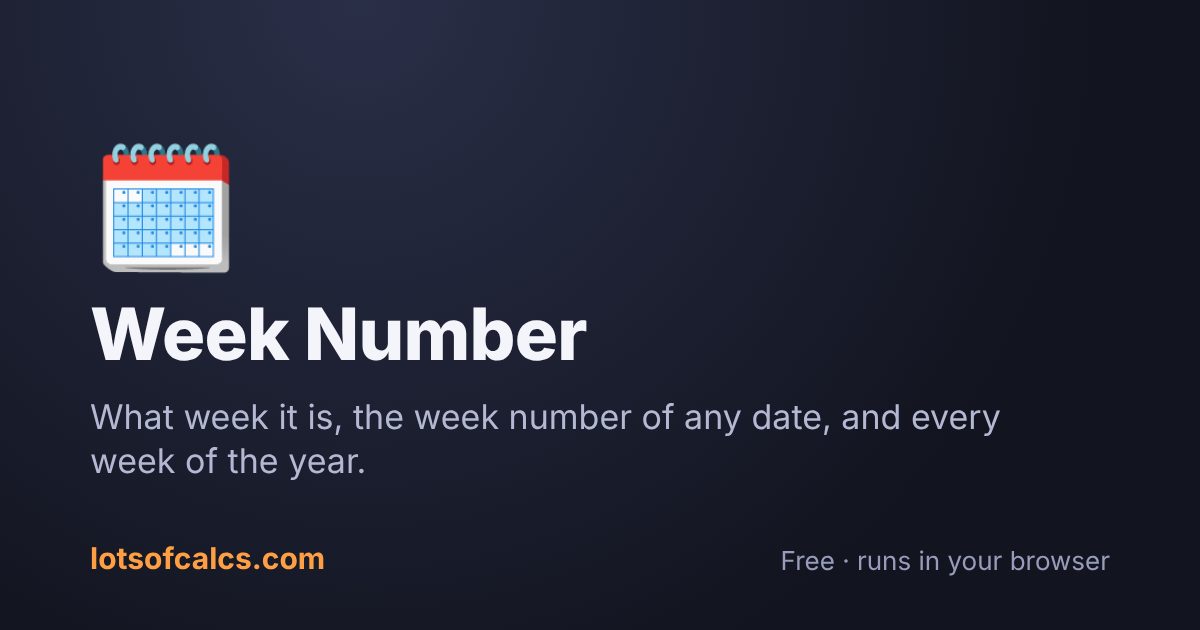 Week Number
What week it is, the week number of any date, and every
week of the year.
lotsofcalcs.com
Free · runs in your browser